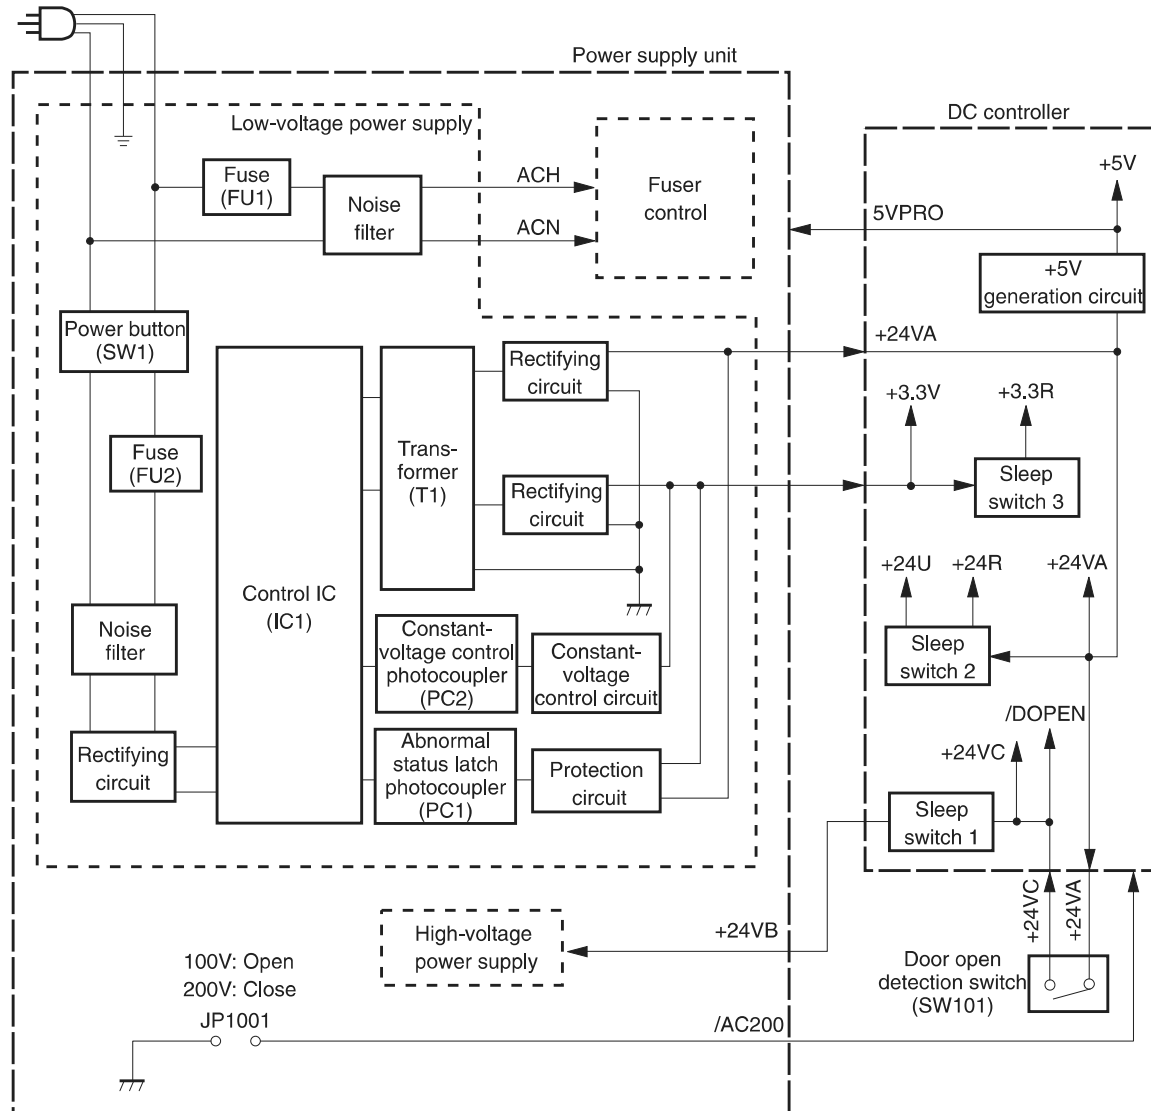 Power supply unit
Low-voltage power supply
DC controller
Fuse
(FU1)
Noise
filter
ACH
ACN
Fuser
control
5VPRO
+5V
+5V
generation circuit
Power button
(SW1)
+24VA
Rectifying
circuit
+3.3V
+3.3R
Fuse
(FU2)
Trans-
former
(T1)
Rectifying
circuit
Sleep
switch 3
Control IC
(IC1)
+24U
+24R
+24VA
Noise
filter
Constant-
voltage control
photocoupler
(PC2)
Constant-
voltage
control circuit
Sleep
switch 2
/DOPEN
+24VC
Rectifying
circuit
Abnormal
status latch
photocoupler
(PC1)
Protection
circuit
Sleep
switch 1
+24VC
+24VA
High-voltage
power supply
+24VB
Door open
detection switch
(SW101)
100V: Open
200V: Close
JP1001
/AC200